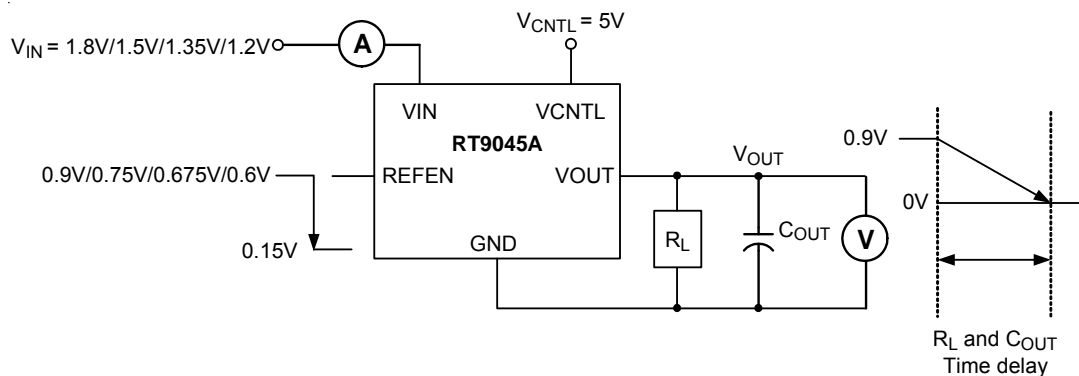 V_CNTL = 5V
V_IN = 1.8V/1.5V/1.35V/1.2V
A
VIN
VCNTL
RT9045A
0.9V/0.75V/0.675V/0.6V
REFEN
VOUT
V_OUT
0.9V
0V
0.15V
GND
R_L
C_OUT
V
R_L and C_OUT
Time delay